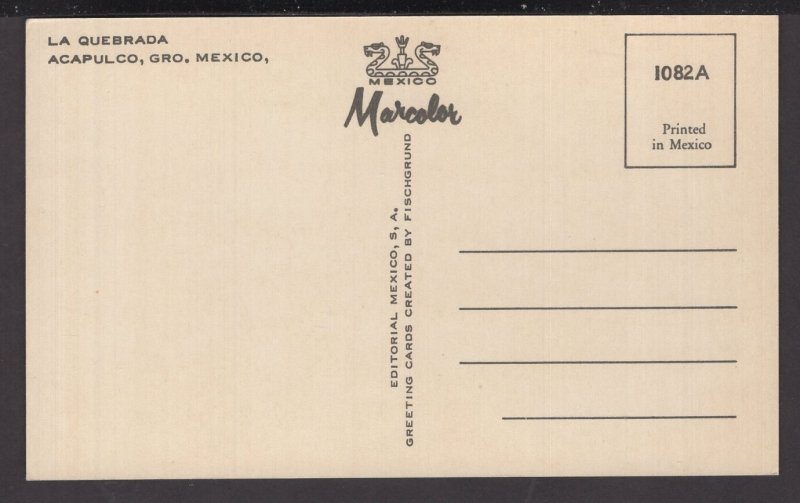 LA QUEBRADA
ACAPULCO, GRO. MEXICO,
MEXICO
Marcolor
EDITORIAL MEXICO, S, A.
GREETING CARDS CREATED BY FISCHGRUND
1082A
Printed
in Mexico